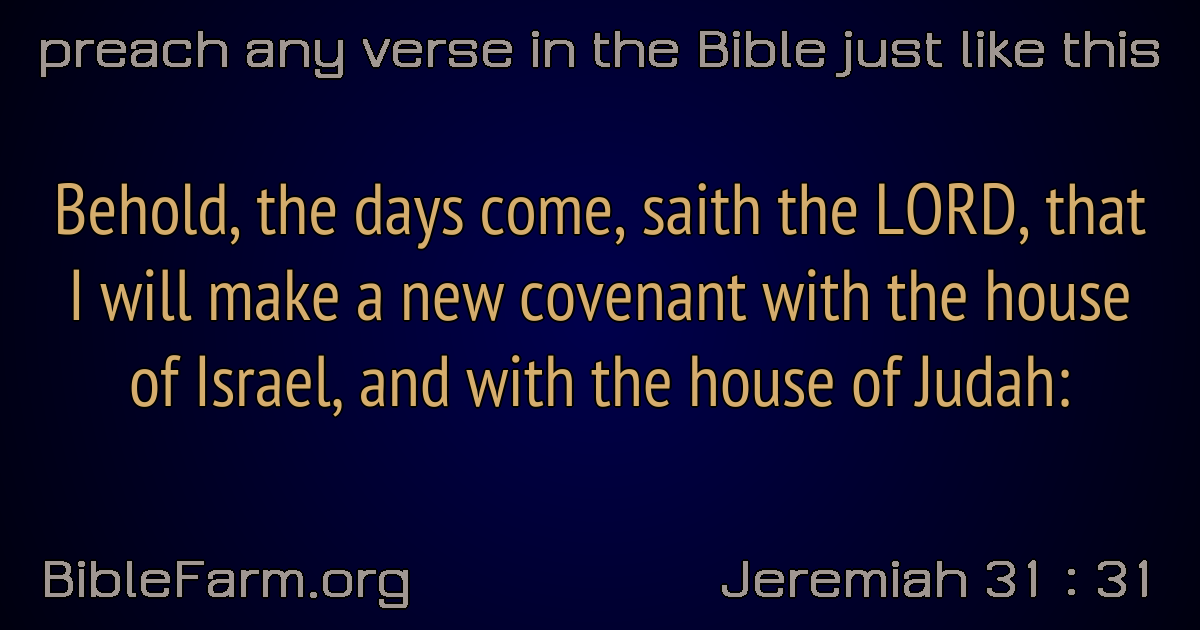 preach any verse in the Bible just like this
Behold, the days come, saith the LORD, that
I will make a new covenant with the house
of Israel, and with the house of Judah:
BibleFarm.org
Jeremiah 31 : 31